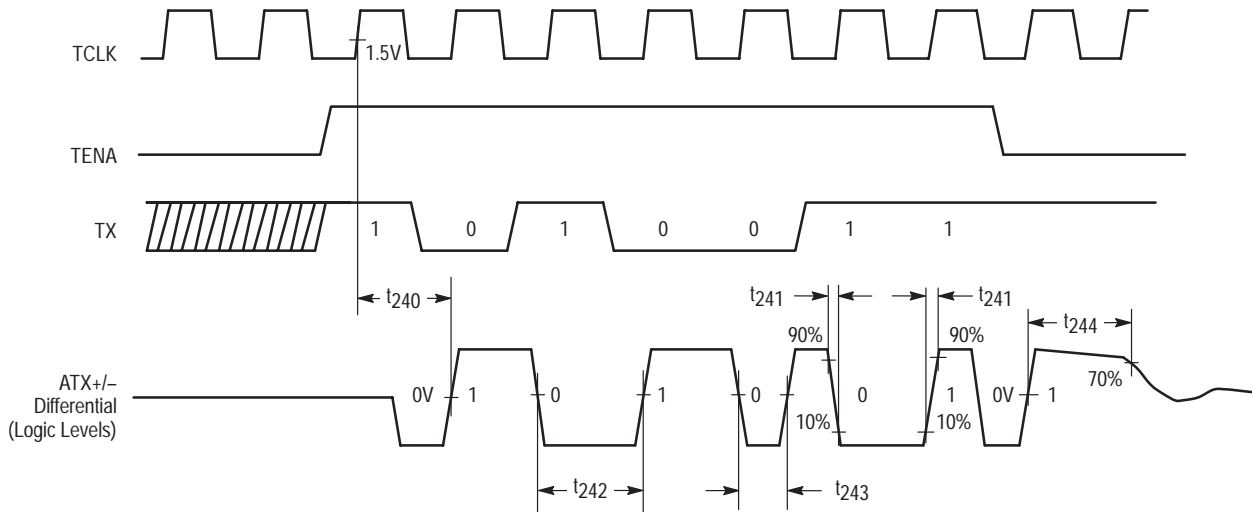 TCLK
1.5V
TENA
TX
1 0 1 0 0 1 1
t240
t241
t241
t244
90%
90%
70%
ATX+/–
Differential
(Logic Levels)
0V 1 0 1 0 0 0 1 0V 1
10%
10%
t242
t243